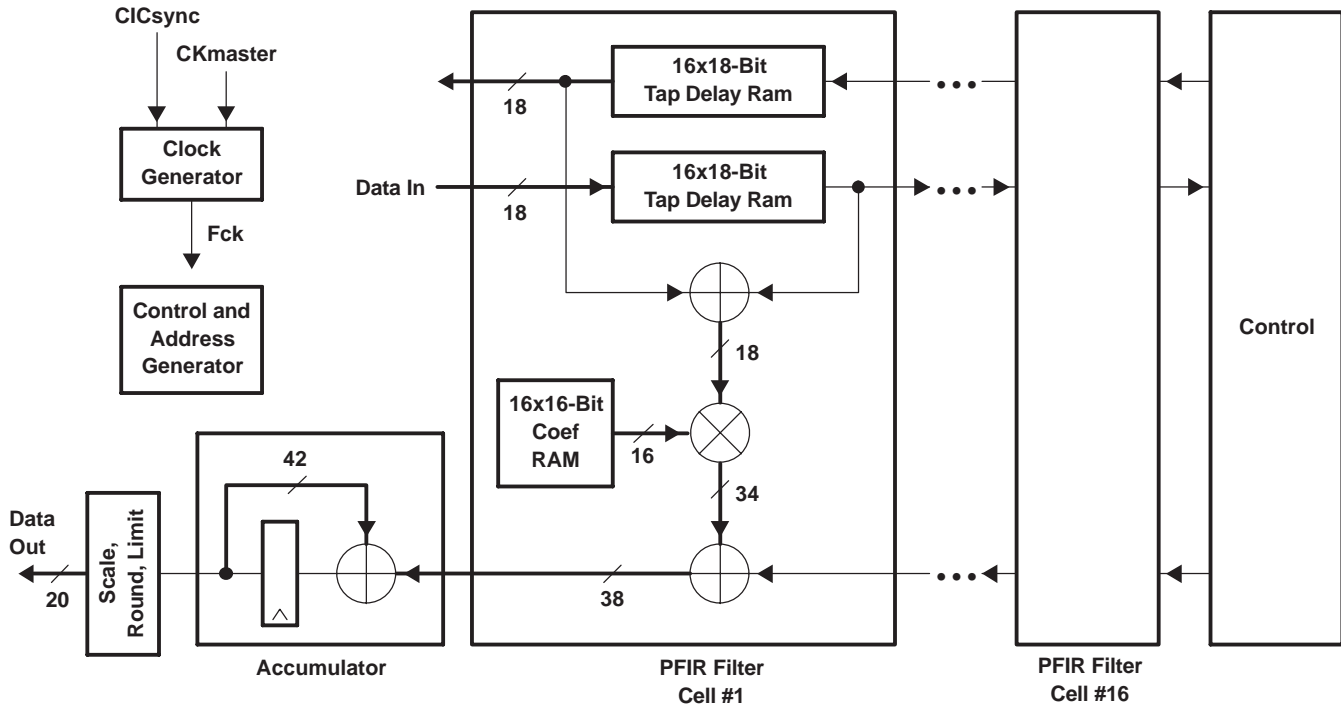 CICsync
CKmaster
Clock
Generator
Fck
Control and
Address
Generator
16x18-Bit
Tap Delay Ram
18
Data In
18
16x18-Bit
Tap Delay Ram
18
16x16-Bit
Coef
RAM
16
34
38
PFIR Filter
Cell #1
PFIR Filter
Cell #16
Control
42
Accumulator
Scale,
Round, Limit
Data
Out
20